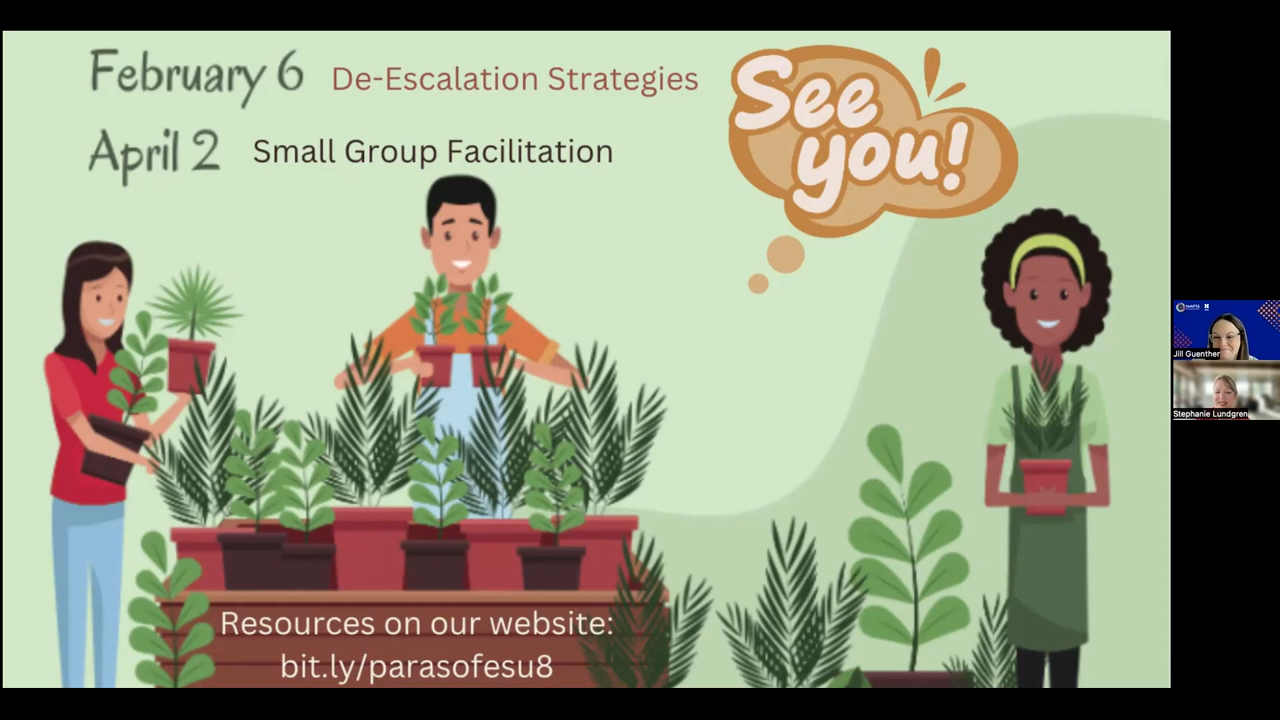 February 6 De-Escalation Strategies
April 2 Small Group Facilitation
See
you!
Resources on our website:
bit.ly/parasofesu8
Jill Guenther
Stephanie Lundgren